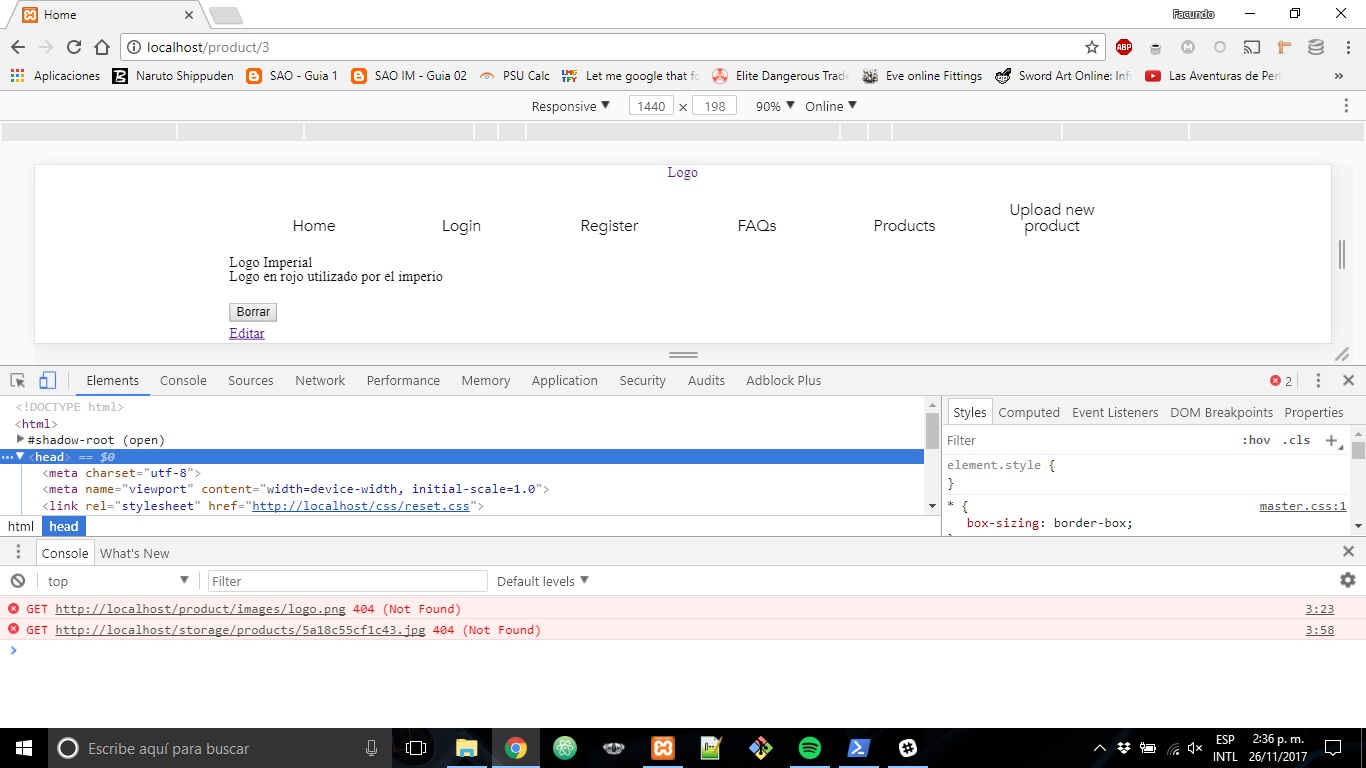 Home
Facundo
localhost/product/3
ABP
M
Aplicaciones
Naruto Shippuden
SAO - Guia 1
SAO IM - Guia 02
PSU Calc
LMG TFY
Let me google that fo
Elite Dangerous Trade
Eve online Fittings
Sword Art Online: Infi
Las Aventuras de Per
»
Responsive ▼ 1440 × 198 90% ▼ Online ▼
Logo
Home
Login
Register
FAQs
Products
Upload new
product
Logo Imperial
Logo en rojo utilizado por el imperio
Borrar
Editar
Elements Console Sources Network Performance Memory Application Security Audits Adblock Plus
2
<!DOCTYPE html>
<html>
#shadow-root (open)
<head> == $0
<meta charset="utf-8">
<meta name="viewport" content="width=device-width, initial-scale=1.0">
<link rel="stylesheet" href="http://localhost/css/reset.css">
html head
Styles Computed Event Listeners DOM Breakpoints Properties
Filter :hov .cls +
element.style {
}
* { master.css:1
box-sizing: border-box;
Console What's New
top ▼ Filter Default levels ▼
GET http://localhost/product/images/logo.png 404 (Not Found) 3:23
GET http://localhost/storage/products/5a18c55cf1c43.jpg 404 (Not Found) 3:58
Escribe aquí para buscar
ESP
INTL
2:36 p. m.
26/11/2017